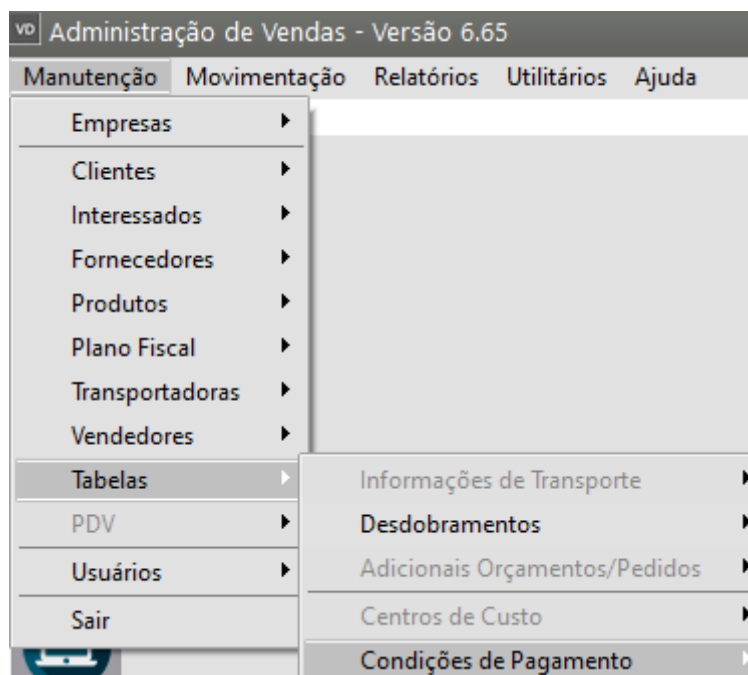 VD Administração de Vendas - Versão 6.65
Manutenção Movimentação Relatórios Utilitários Ajuda
Empresas
Clientes
Interessados
Fornecedores
Produtos
Plano Fiscal
Transportadoras
Vendedores
Tabelas
PDV
Usuários
Sair
Informações de Transporte
Desdobramentos
Adicionais Orçamentos/Pedidos
Centros de Custo
Condições de Pagamento